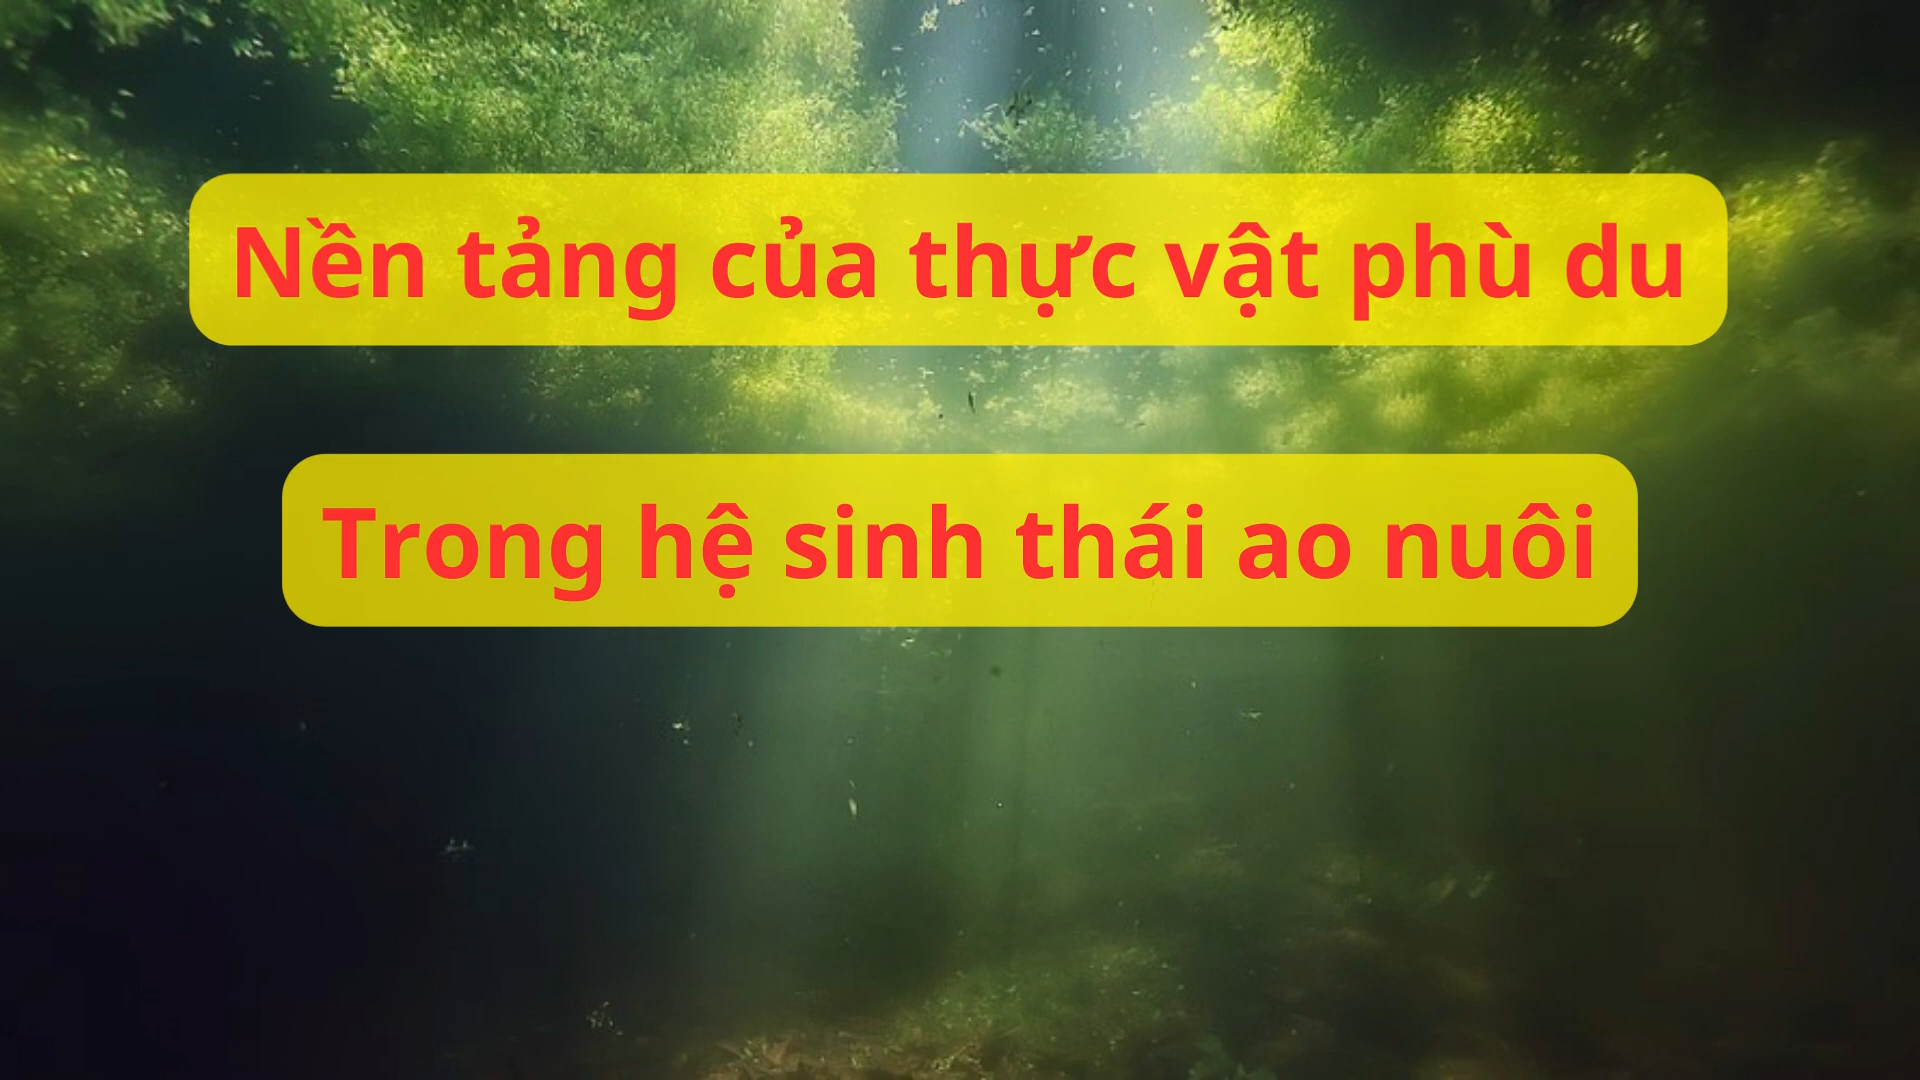 Nền tảng của thực vật phù du
Trong hệ sinh thái ao nuôi